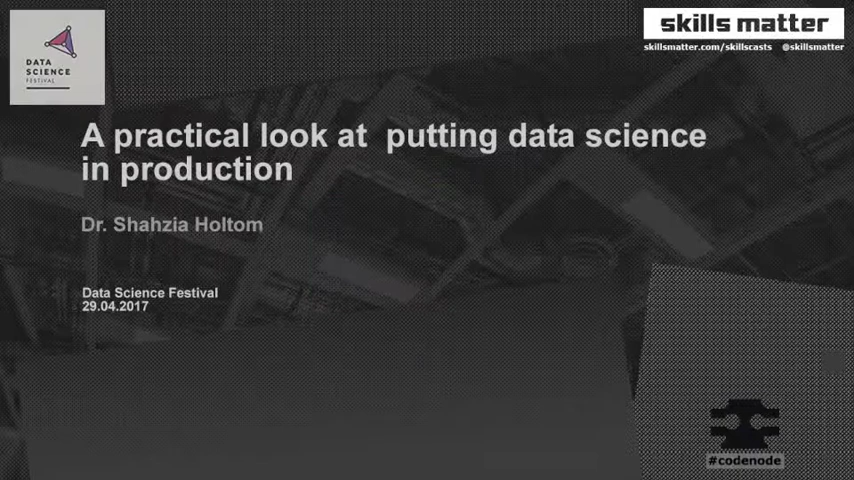 DATA
SCIENCE
FESTIVAL
skills matter
skillsmatter.com/skillscasts @skillsmatter
A practical look at putting data science
in production
Dr. Shahzia Holtom
Data Science Festival
29.04.2017
#codenode